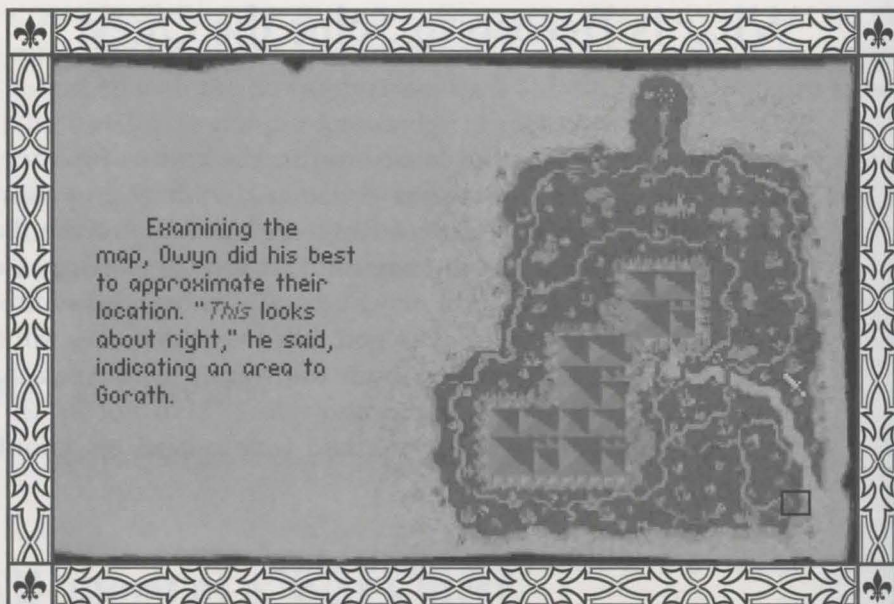 Examining the
map, Owyn did his best
to approximate their
location. "This looks
about right," he said,
indicating an area to
Gorath.